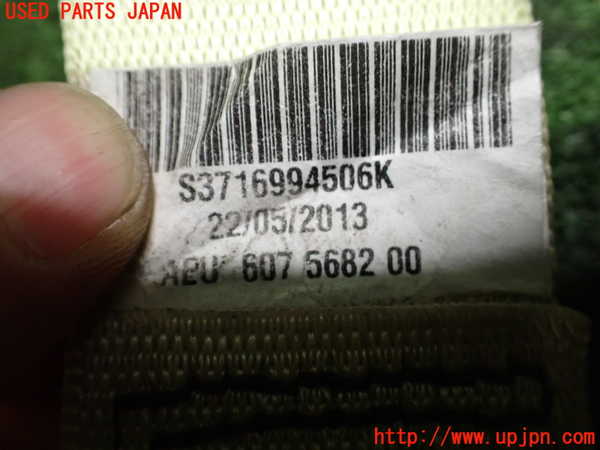 USED PARTS JAPAN
S3716994506K
22/05/2013
607 5682 00
http://www.upjpn.com